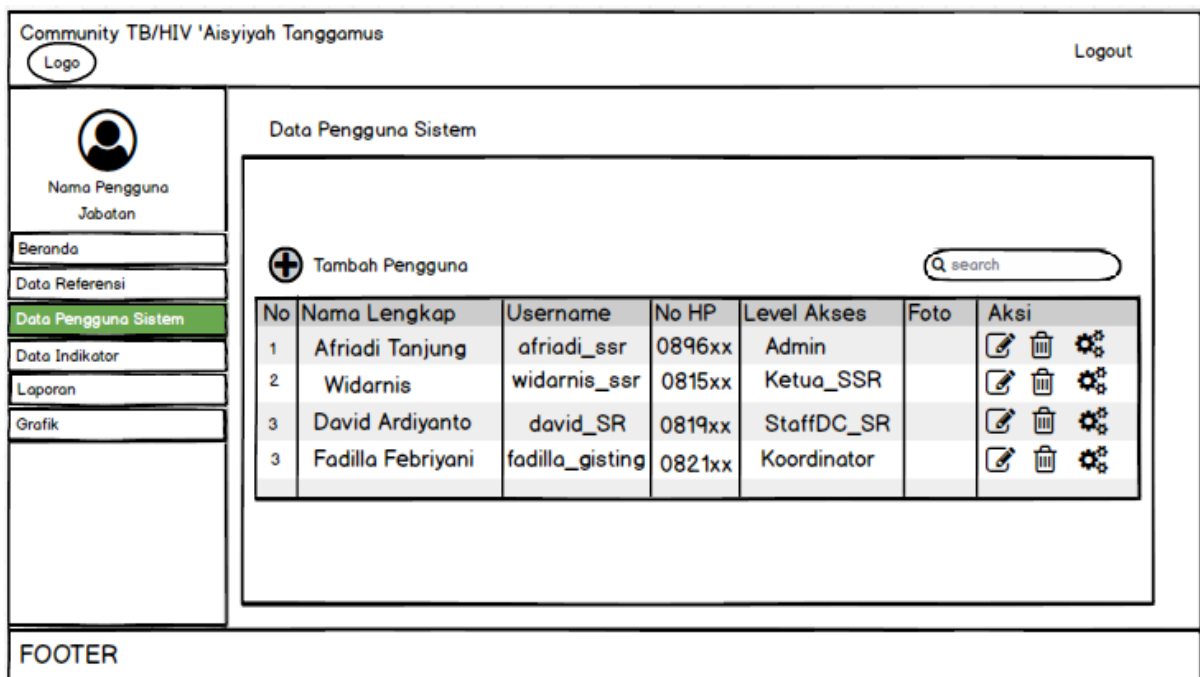 Community TB/HIV 'Aisyiyah Tanggamus
Logo
Logout
Nama Pengguna
Jabatan
Beranda
Data Referensi
Data Pengguna Sistem
Data Indikator
Laporan
Grafik
Data Pengguna Sistem
Tambah Pengguna
search
No Nama Lengkap Username No HP Level Akses Foto Aksi
1 Afriadi Tanjung afriadi_ssr 0896xx Admin
2 Widarnis widarnis_ssr 0815xx Ketua_SSR
3 David Ardiyanto david_SR 0819xx StaffDC_SR
3 Fadilla Febriyani fadilla_gisting 0821xx Koordinator
FOOTER